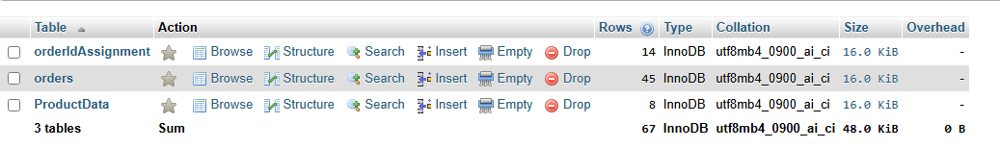 Table Action Rows Type Collation Size Overhead
orderIdAssignment Browse Structure Search Insert Empty Drop 14 InnoDB utf8mb4_0900_ai_ci 16.0 KiB -
orders Browse Structure Search Insert Empty Drop 45 InnoDB utf8mb4_0900_ai_ci 16.0 KiB -
ProductData Browse Structure Search Insert Empty Drop 8 InnoDB utf8mb4_0900_ai_ci 16.0 KiB -
3 tables Sum 67 InnoDB utf8mb4_0900_ai_ci 48.0 KiB 0 B